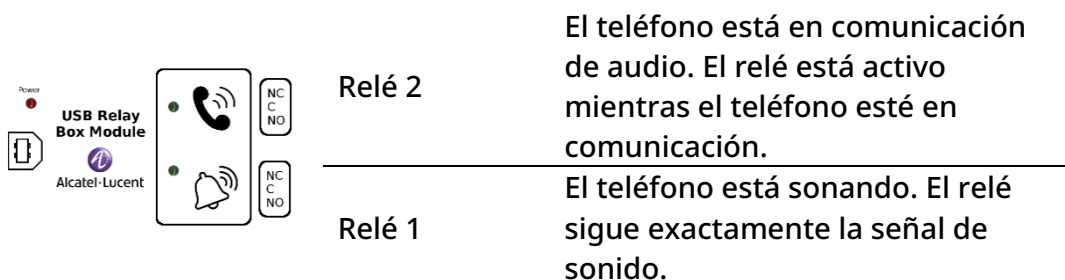 Power
USB Relay
Box Module
Alcatel·Lucent
NC
C
NO
NC
C
NO
Relé 2
El teléfono está en comunicación
de audio. El relé está activo
mientras el teléfono esté en
comunicación.
Relé 1
El teléfono está sonando. El relé
sigue exactamente la señal de
sonido.